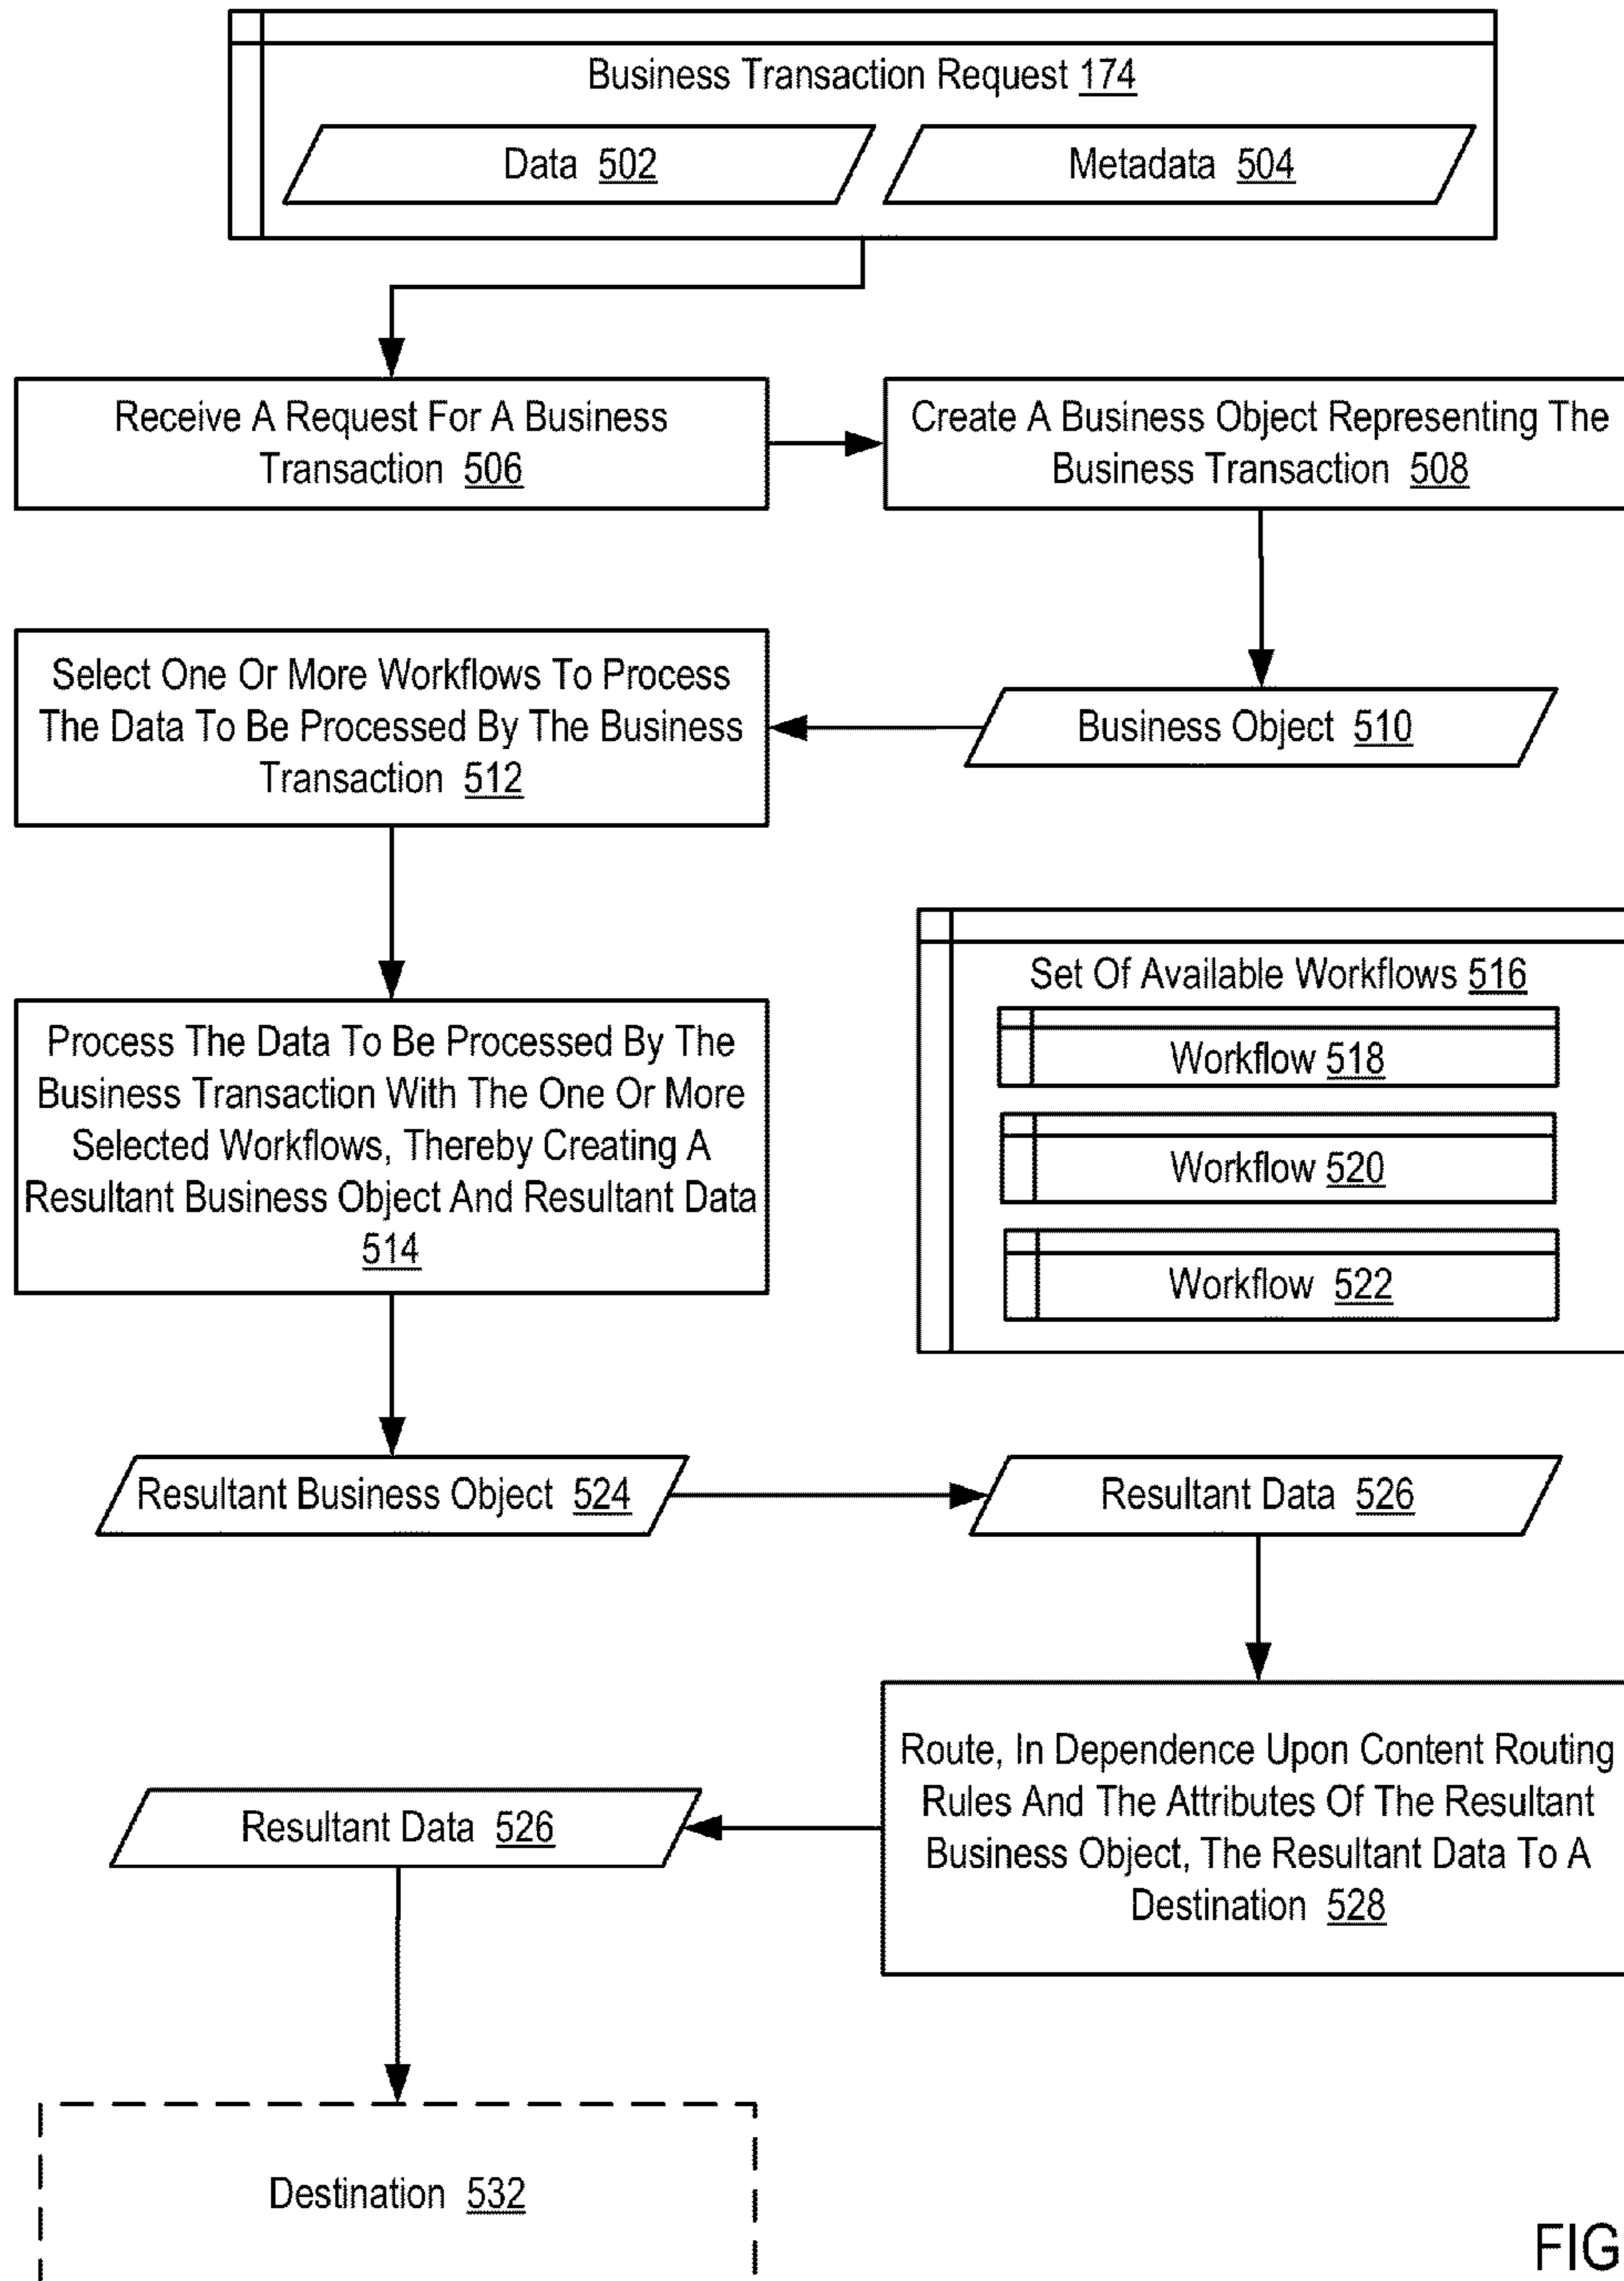 Business Transaction Request 174
Data 502
Metadata 504
Receive A Request For A Business
Transaction 506
Create A Business Object Representing The
Business Transaction 508
Select One Or More Workflows To Process
The Data To Be Processed By The Business
Transaction 512
Business Object 510
Set Of Available Workflows 516
Workflow 518
Workflow 520
Workflow 522
Process The Data To Be Processed By The
Business Transaction With The One Or More
Selected Workflows, Thereby Creating A
Resultant Business Object And Resultant Data
514
Resultant Business Object 524
Resultant Data 526
Route, In Dependence Upon Content Routing
Rules And The Attributes Of The Resultant
Business Object, The Resultant Data To A
Destination 528
Resultant Data 526
Destination 532
FIG